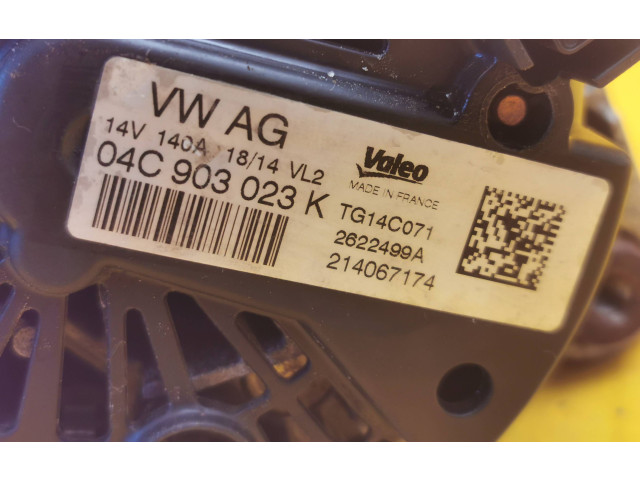 VW AG
14V 140A 18/14 VL2
04C 903 023 K
Valeo
MADE IN FRANCE
TG14C071
2622499A
214067174